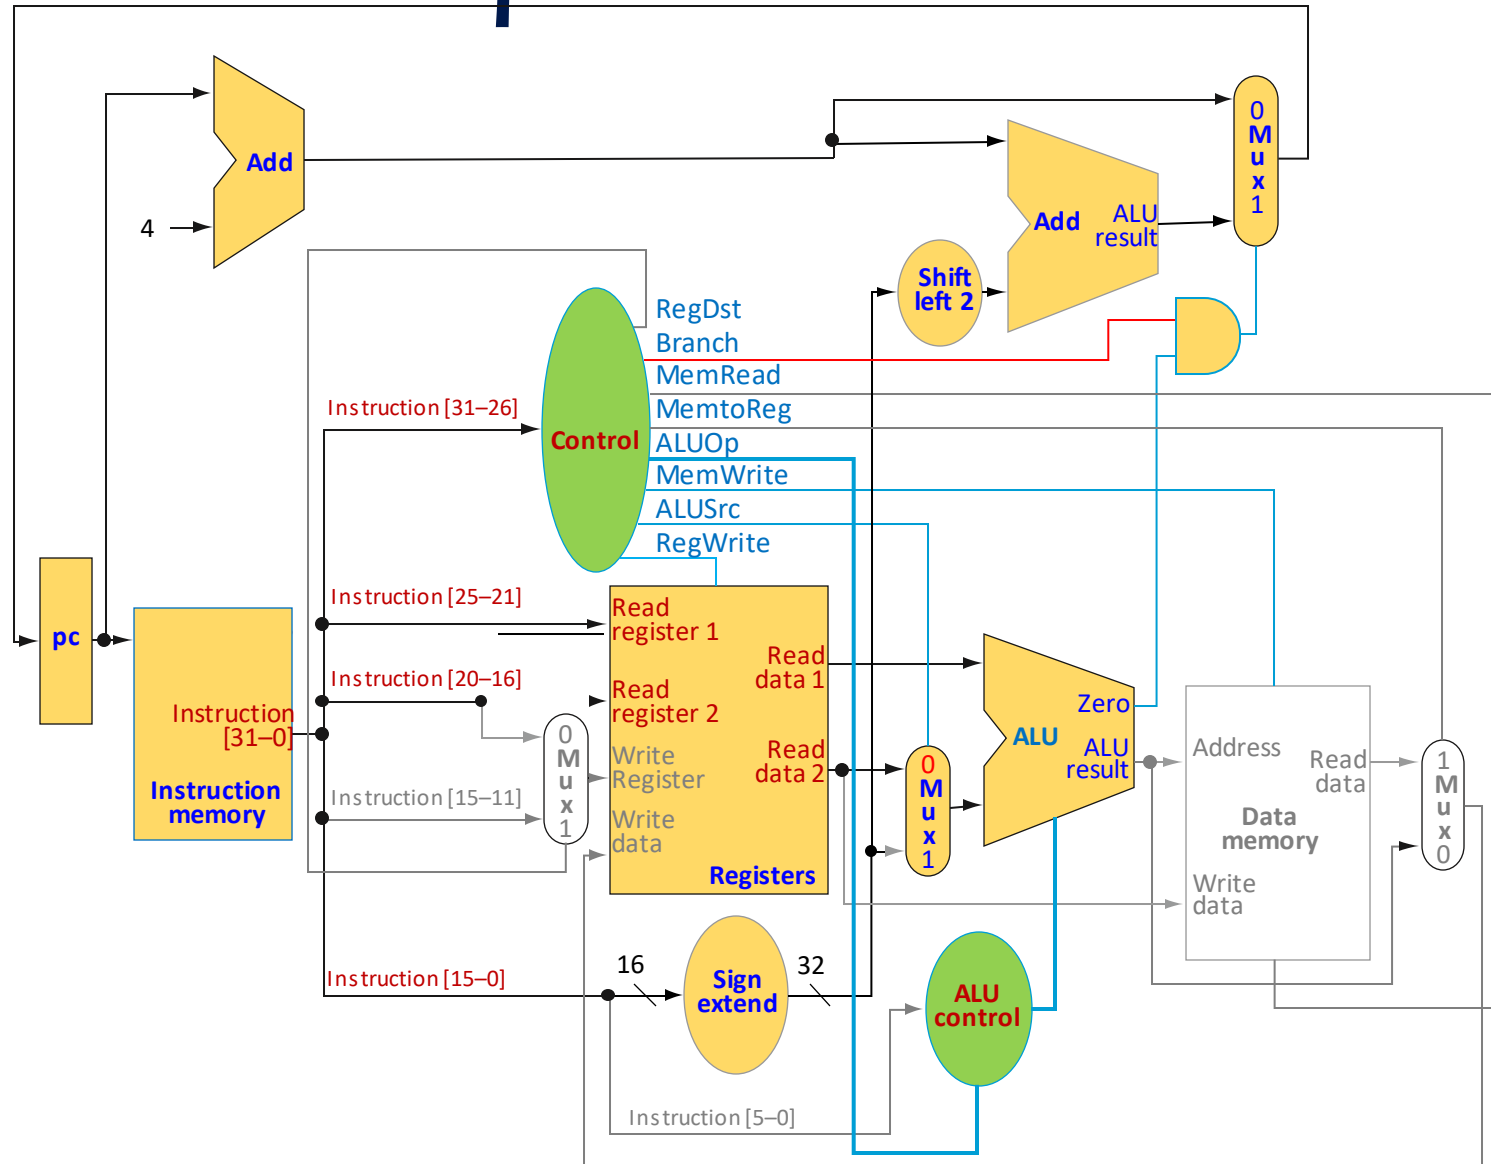 0
M
u
x
1
Add
4
Add
ALU
result
Shift
left 2
RegDst
Branch
MemRead
MemtoReg
ALUOp
MemWrite
ALUSrc
RegWrite
Control
Instruction [31–26]
Instruction [25–21]
Instruction [20–16]
Instruction [15–11]
Instruction [15–0]
Instruction [5–0]
pc
Instruction
[31–0]
Instruction
memory
0
M
u
x
1
Read
register 1
Read
register 2
Write
Register
Write
data
Read
data 1
Read
data 2
Registers
0
M
u
x
1
Zero
ALU
ALU
result
Address
Read
data
Data
memory
Write
data
1
M
u
x
0
16
Sign
extend
32
ALU
control